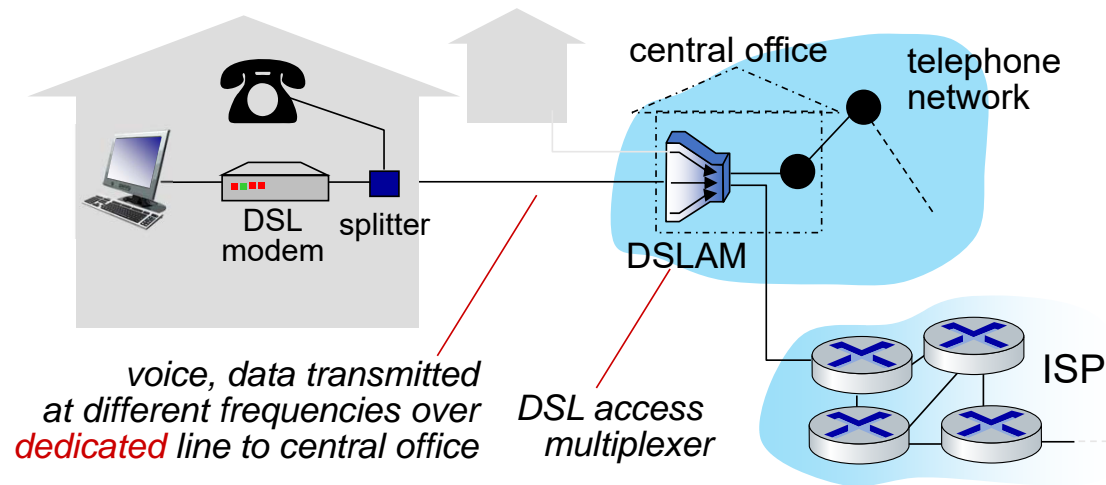 central office
telephone
network
DSL
modem
splitter
DSLAM
ISP
voice, data transmitted
at different frequencies over
dedicated line to central office
DSL access
multiplexer